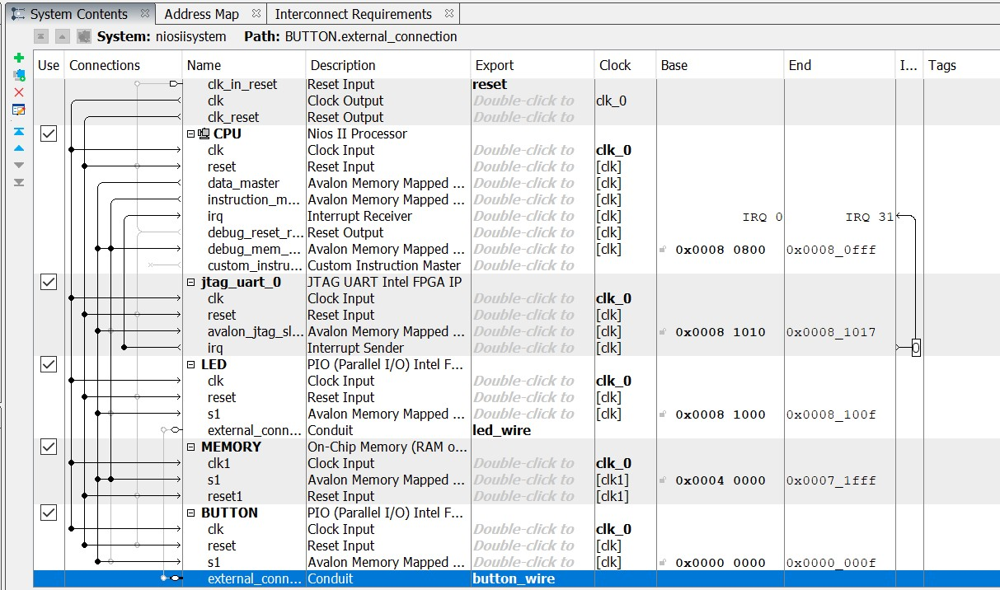 System Contents Address Map Interconnect Requirements
System: niosiisystem Path: BUTTON.external_connection
Use Connections Name Description Export Clock Base End I... Tags
clk_in_reset Reset Input reset
clk Clock Output Double-click to clk_0
clk_reset Reset Output Double-click to
CPU Nios II Processor
clk Clock Input Double-click to clk_0
reset Reset Input Double-click to [clk]
data_master Avalon Memory Mapped ... Double-click to [clk]
instruction_m... Avalon Memory Mapped ... Double-click to [clk]
irq Interrupt Receiver Double-click to [clk] IRQ 0 IRQ 31
debug_reset_r... Reset Output Double-click to [clk]
debug_mem_... Avalon Memory Mapped ... Double-click to [clk] 0x0008 0800 0x0008_0fff
custom_instru... Custom Instruction Master Double-click to
jtag_uart_0 JTAG UART Intel FPGA IP
clk Clock Input Double-click to clk_0
reset Reset Input Double-click to [clk]
avalon_jtag_sl... Avalon Memory Mapped ... Double-click to [clk] 0x0008 1010 0x0008_1017
irq Interrupt Sender Double-click to [clk] 0
LED PIO (Parallel I/O) Intel F...
clk Clock Input Double-click to clk_0
reset Reset Input Double-click to [clk]
s1 Avalon Memory Mapped ... Double-click to [clk] 0x0008 1000 0x0008_100f
external_conn... Conduit led_wire
MEMORY On-Chip Memory (RAM o...
clk1 Clock Input Double-click to clk_0
s1 Avalon Memory Mapped ... Double-click to [clk1] 0x0004 0000 0x0007_1fff
reset1 Reset Input Double-click to [clk1]
BUTTON PIO (Parallel I/O) Intel F...
clk Clock Input Double-click to clk_0
reset Reset Input Double-click to [clk]
s1 Avalon Memory Mapped ... Double-click to [clk] 0x0000 0000 0x0000_000f
external_conn... Conduit button_wire